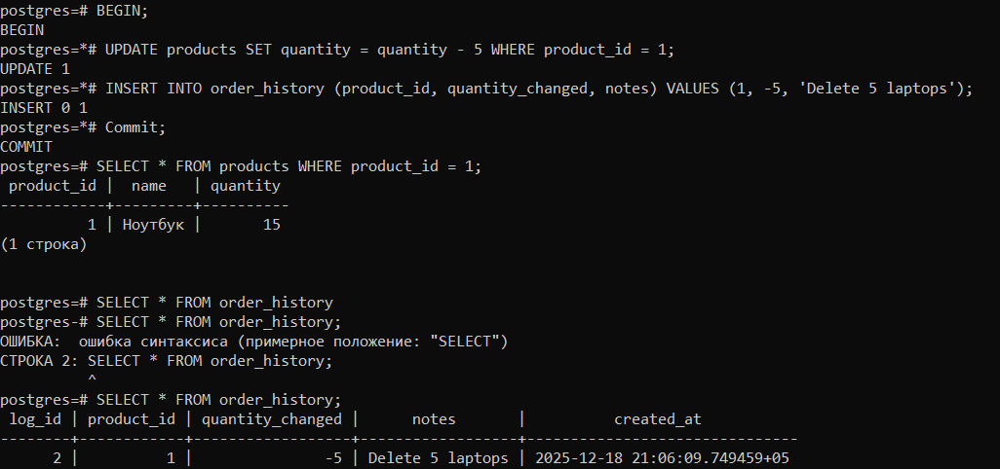 postgres=# BEGIN;
BEGIN
postgres=*# UPDATE products SET quantity = quantity - 5 WHERE product_id = 1;
UPDATE 1
postgres=*# INSERT INTO order_history (product_id, quantity_changed, notes) VALUES (1, -5, 'Delete 5 laptops');
INSERT 0 1
postgres=*# Commit;
COMMIT
postgres=# SELECT * FROM products WHERE product_id = 1;
 product_id |  name   | quantity
------------+---------+----------
          1 | Ноутбук |       15
(1 строка)
postgres=# SELECT * FROM order_history
postgres-# SELECT * FROM order_history;
ОШИБКА:  ошибка синтаксиса (примерное положение: "SELECT")
СТРОКА 2: SELECT * FROM order_history;
          ^
postgres=# SELECT * FROM order_history;
 log_id | product_id | quantity_changed |      notes       |          created_at
--------+------------+------------------+------------------+-------------------------------
      2 |          1 |               -5 | Delete 5 laptops | 2025-12-18 21:06:09.749459+05